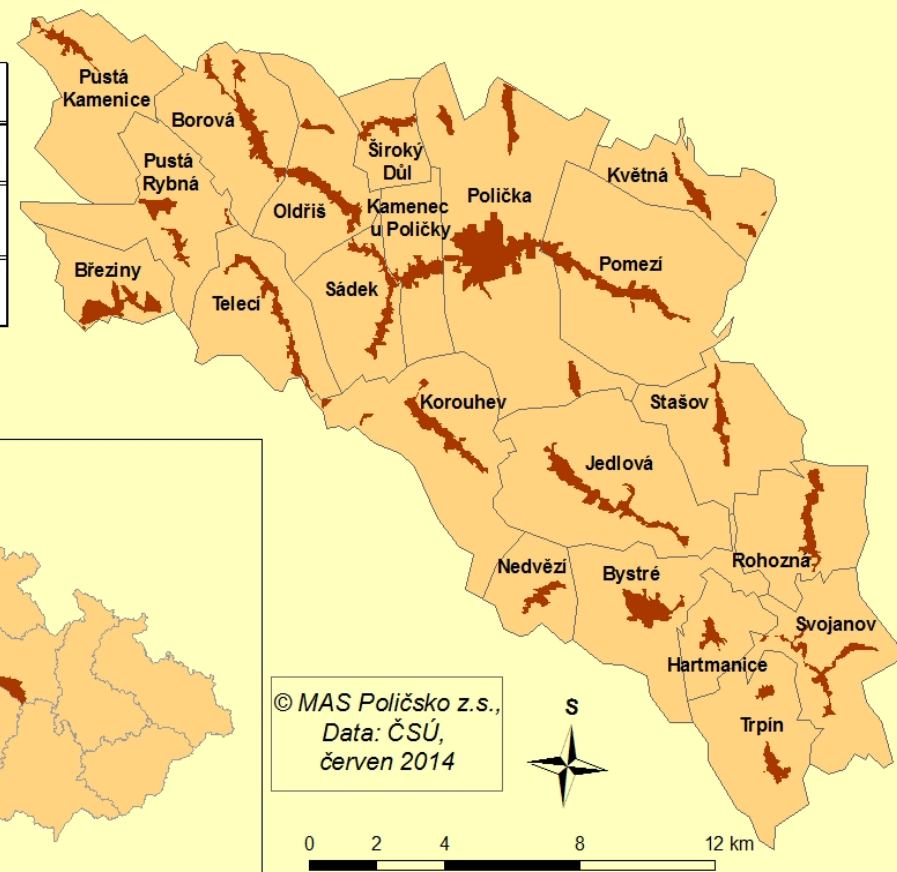 Pustá
Kamenice
Borová
Široký
Důl
Pustá
Rybná
Květná
Polička
Oldřiš
Kamenec
u Poličky
Březiny
Telecí
Sádek
Pomezí
Korouhev
Stašov
Jedlová
Nedvězí
Bystré
Rohozná
Svojanov
Hartmanice
Trpín
© MAS Poličsko z.s.,
Data: ČSÚ,
červen 2014
S
0 2 4 8 12 km